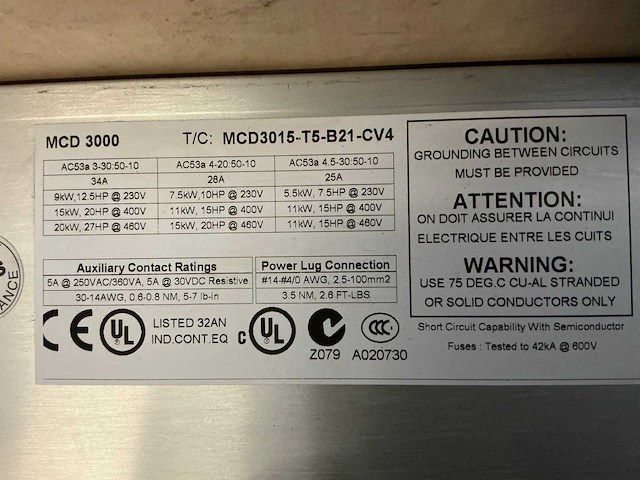 MCD 3000 T/C: MCD3015-T5-B21-CV4
AC53a 3-30:50-10 AC53a 4-20:50-10 AC53a 4.5-30:50-10
34A 28A 25A
9kW,12.5HP @ 230V 7.5kW,10HP @ 230V 5.5kW, 7.5HP @ 230V
15kW, 20HP @ 400V 11kW, 15HP @ 400V 11kW, 15HP @ 400V
20kW, 27HP @ 460V 15kW, 20HP @ 460V 11kW, 15HP @ 460V
Auxiliary Contact Ratings
5A @ 250VAC/360VA, 5A @ 30VDC Resistive
30-14AWG, 0.6-0.8 NM, 5-7 lb-in
Power Lug Connection
#14-#4/0 AWG, 2.5-100mm2
3.5 NM, 2.6 FT-LBS
CE UL LISTED 32AN
IND.CONT.EQ
C UL
Z079
CCC
A020730
CAUTION:
GROUNDING BETWEEN CIRCUITS
MUST BE PROVIDED
ATTENTION:
ON DOIT ASSURER LA CONTINUI
ELECTRIQUE ENTRE LES CUITS
WARNING:
USE 75 DEG.C CU-AL STRANDED
OR SOLID CONDUCTORS ONLY
Short Circuit Capability With Semiconductor
Fuses : Tested to 42kA @ 600V